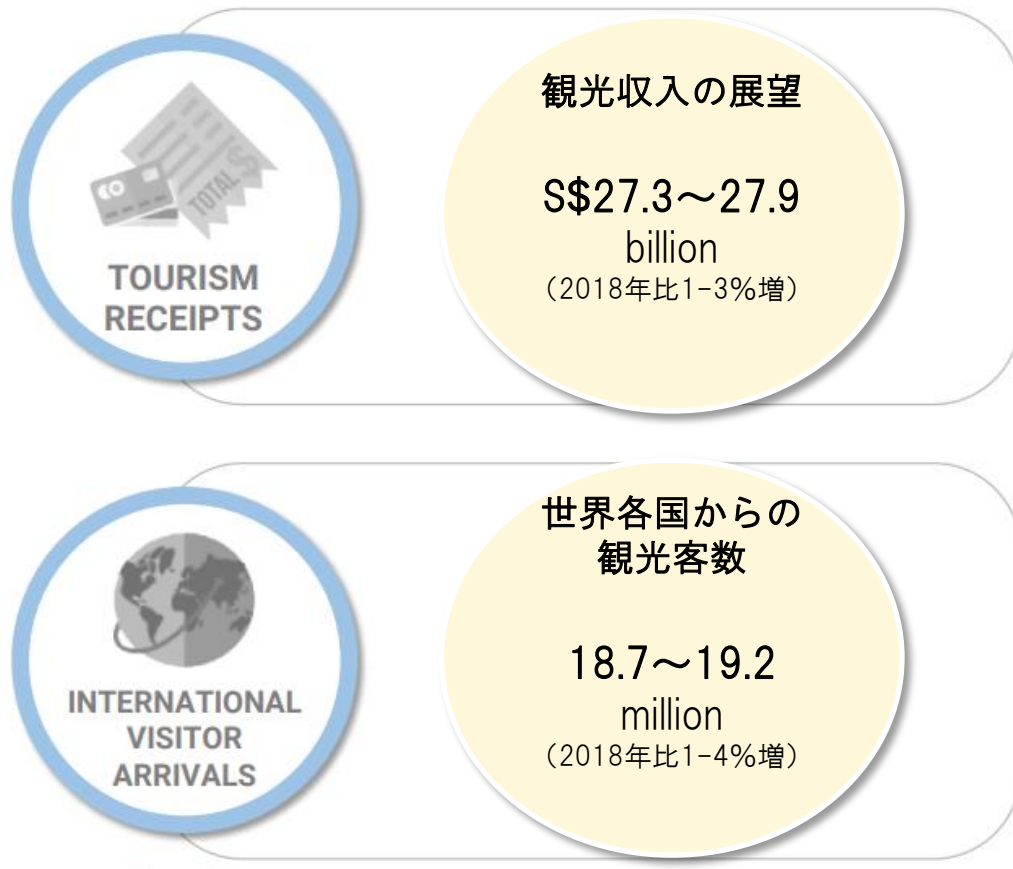 TOTAL $
TOURISM
RECEIPTS
観光収入の展望
S$27.3～27.9
billion
（2018年比1-3%増）
INTERNATIONAL
VISITOR
ARRIVALS
世界各国からの
観光客数
18.7～19.2
million
（2018年比1-4%増）